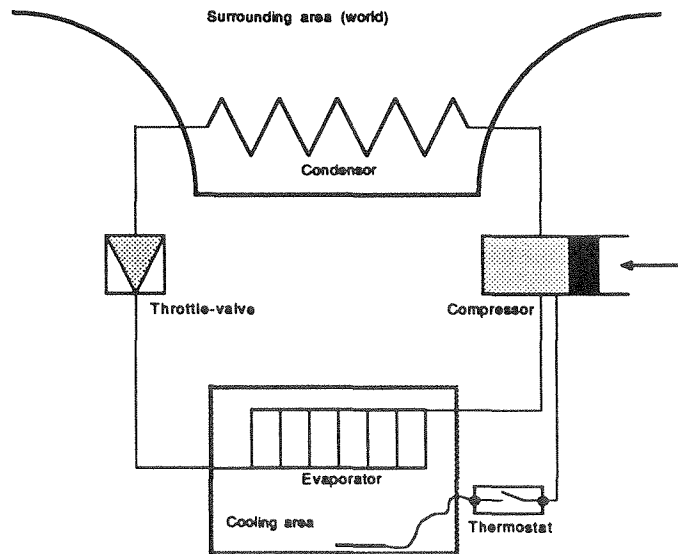 Surrounding area (world)
Condensor
Throttle-valve
Compressor
Evaporator
Cooling area
Thermostat